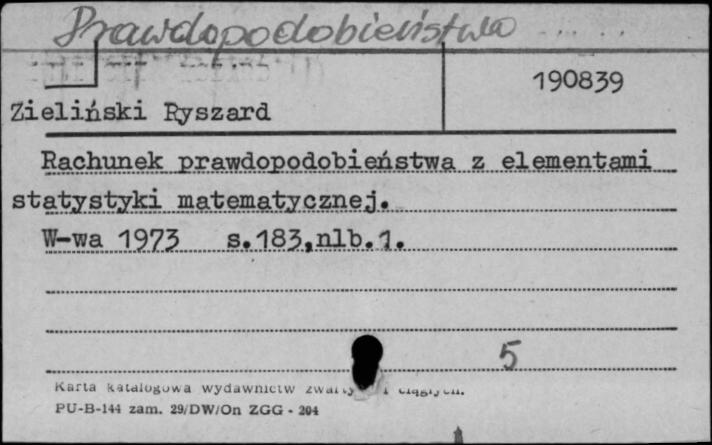 Prawdopodobieństwa
190839
Zieliński Ryszard
Rachunek prawdopodobieństwa z elementami
statystyki matematycznej.
W-wa 1973 s.183,nlb.1.
5
Karta katalogowa wydawnictw
PU-B-144 zam. 29/DW/On ZGG - 204